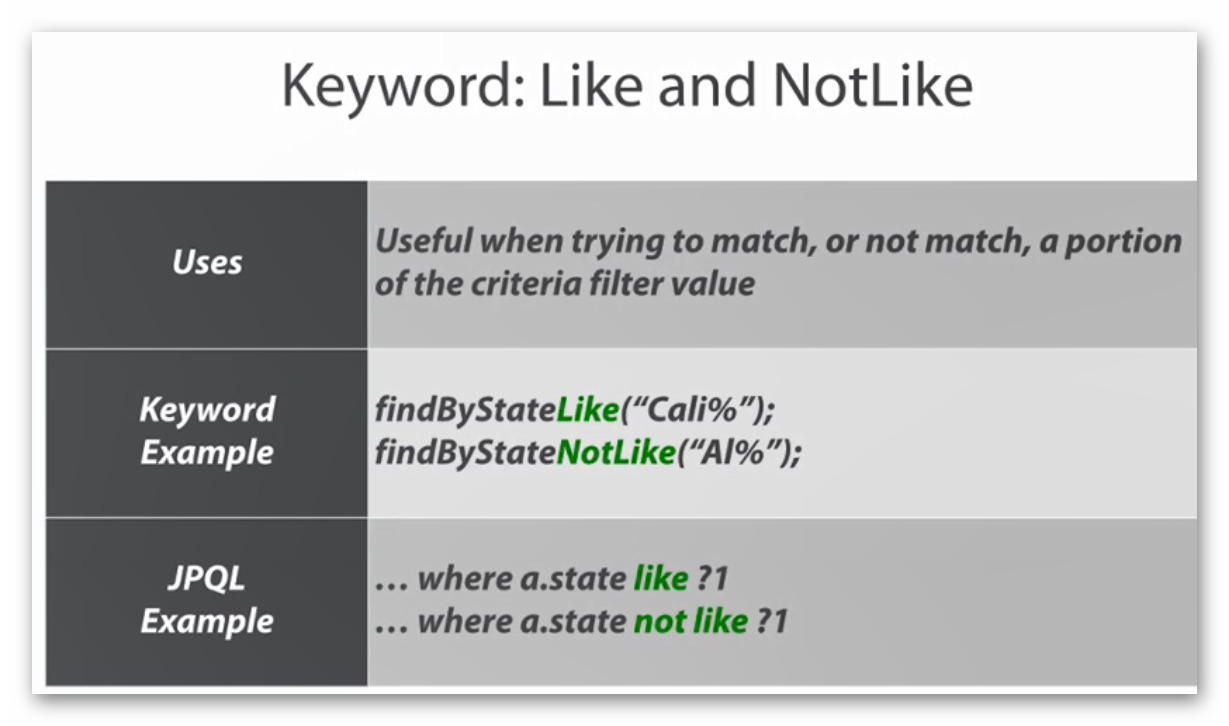 Keyword: Like and NotLike
Uses
Useful when trying to match, or not match, a portion
of the criteria filter value
Keyword
Example
findByStateLike(“Cali%”);
findByStateNotLike(“Al%”);
JPQL
Example
… where a.state like ?1
… where a.state not like ?1